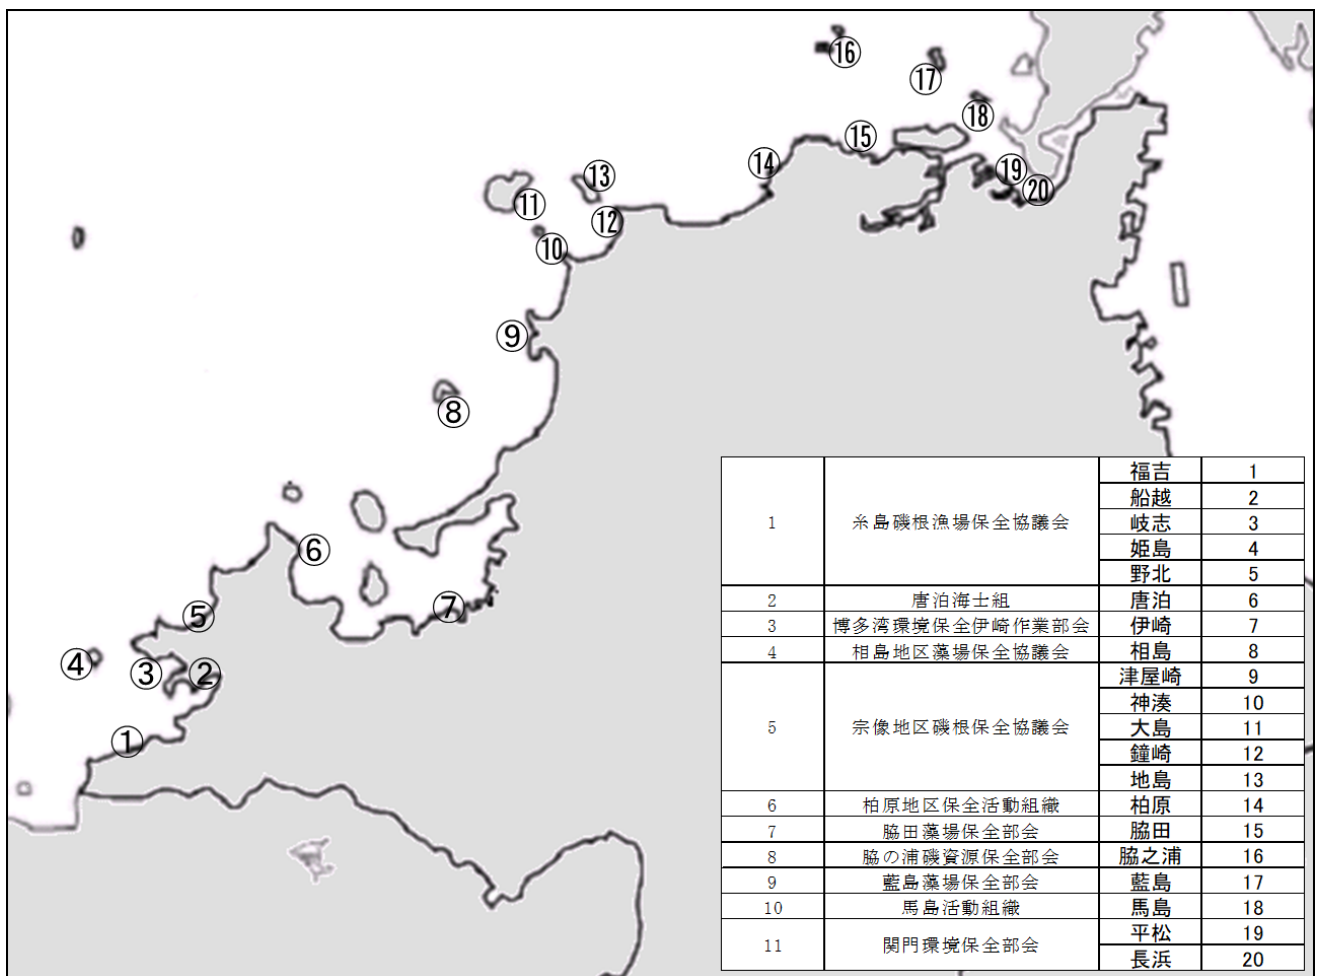 ⑯
⑰
⑱
⑮
⑭
⑲
⑳
⑬
⑪
⑫
⑩
⑨
⑧
⑥
⑦
⑤
④
③
②
①
1 糸島磯根漁場保全協議会 福吉 1
船越 2
岐志 3
姫島 4
野北 5
2 唐泊海士組 唐泊 6
3 博多湾環境保全伊崎作業部会 伊崎 7
4 相島地区藻場保全協議会 相島 8
5 宗像地区磯根保全協議会 津屋崎 9
神湊 10
大島 11
鐘崎 12
地島 13
6 柏原地区保全活動組織 柏原 14
7 脇田藻場保全部会 脇田 15
8 脇の浦磯資源保全部会 脇之浦 16
9 藍島藻場保全部会 藍島 17
10 馬島活動組織 馬島 18
11 関門環境保全部会 平松 19
長浜 20